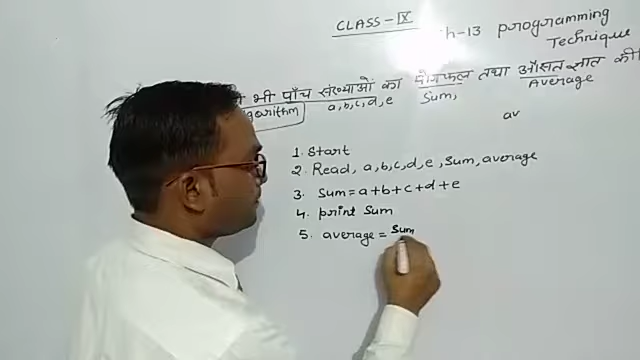 CLASS-IX
h-13 programming
Technique
भी पाँच संख्याओं का योगफल तथा औसत ज्ञात की
gorithm a,b,c,d,e Sum, Average
av
1. Start
2. Read, a,b,c,d,e, Sum, average
3. Sum=a+b+c+d+e
4. print Sum
5. average = Sum